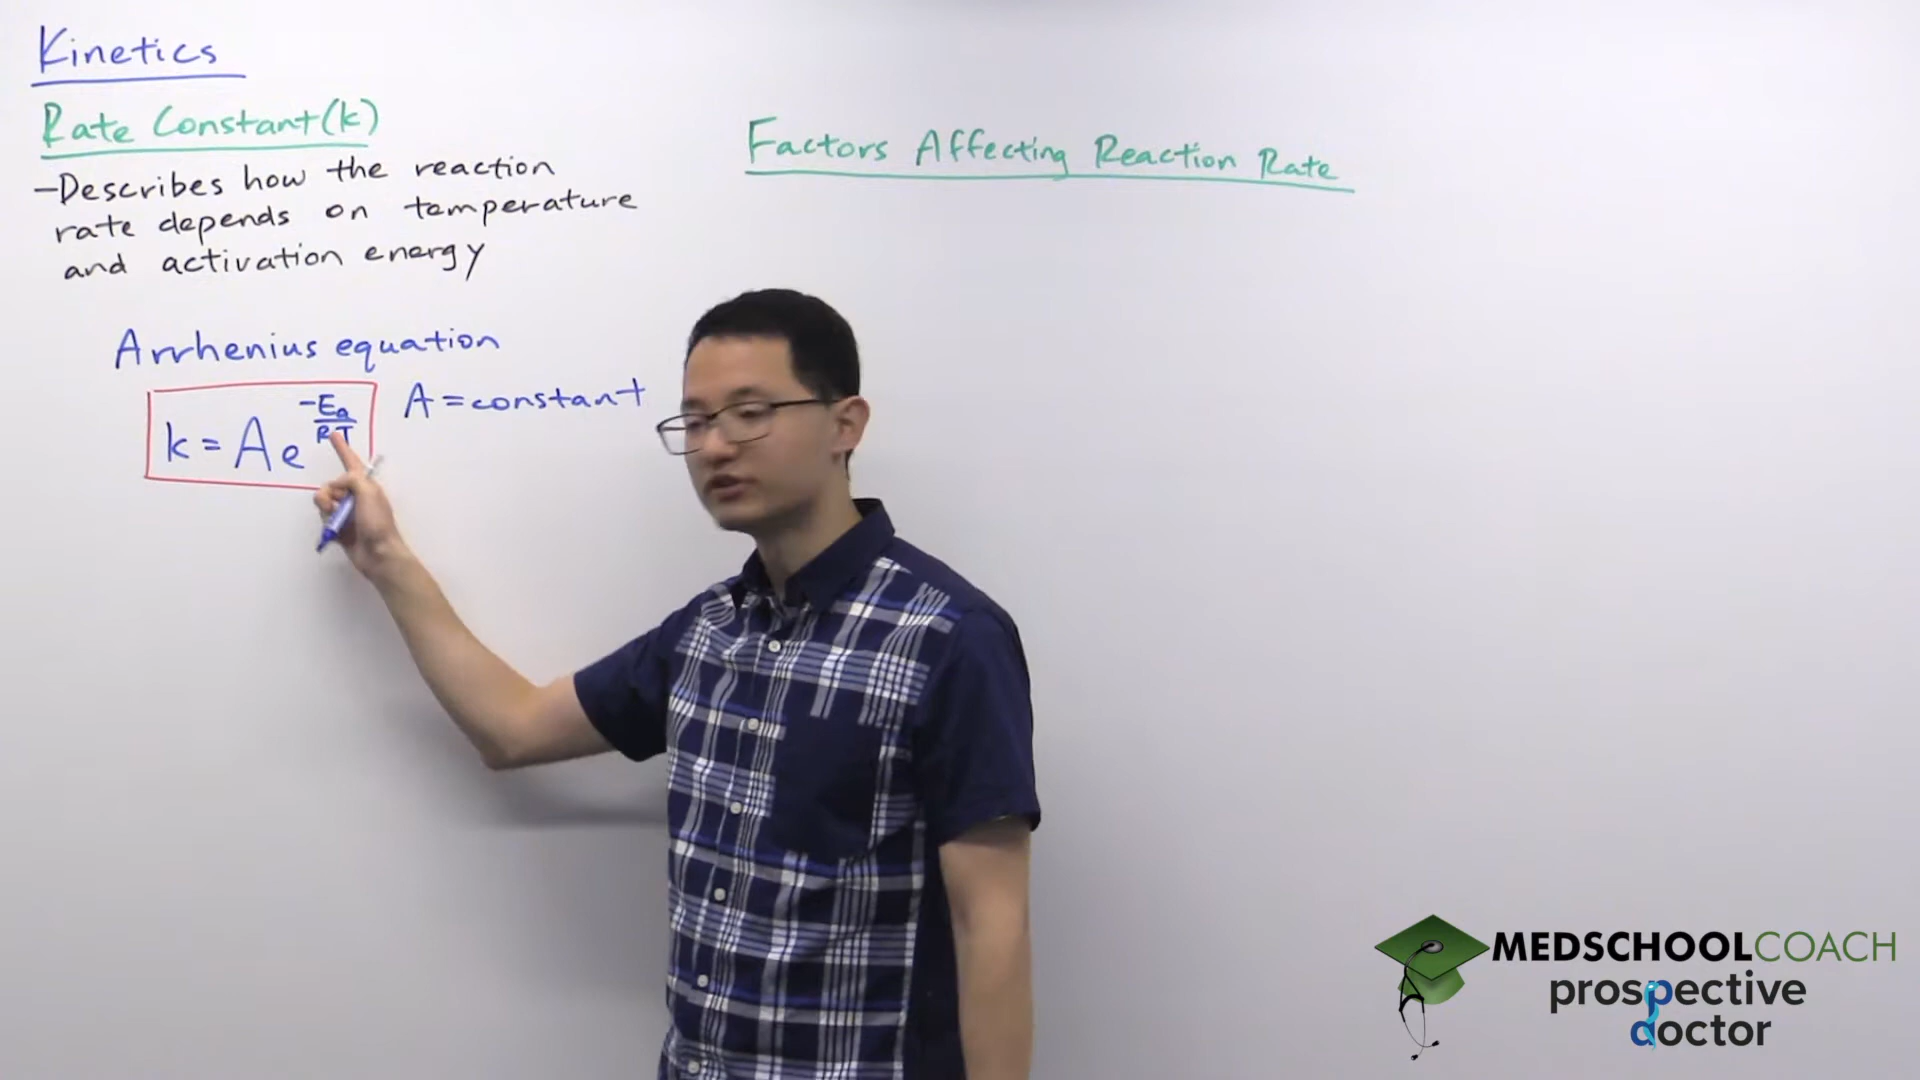 Kinetics
Rate Constant (k)
-Describes how the reaction
rate depends on temperature
and activation energy
Arrhenius equation
k = A e^(-Ea/RT)
A = constant
Factors Affecting Reaction Rate
MEDSCHOOLCOACH
prospective
doctor